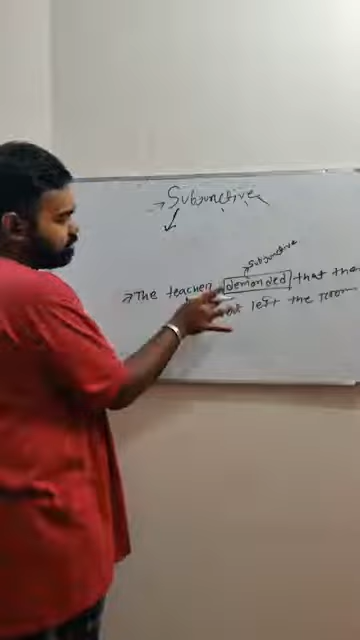 → Subjunctive
subjunctive
→ The teacher demanded that the
left the room